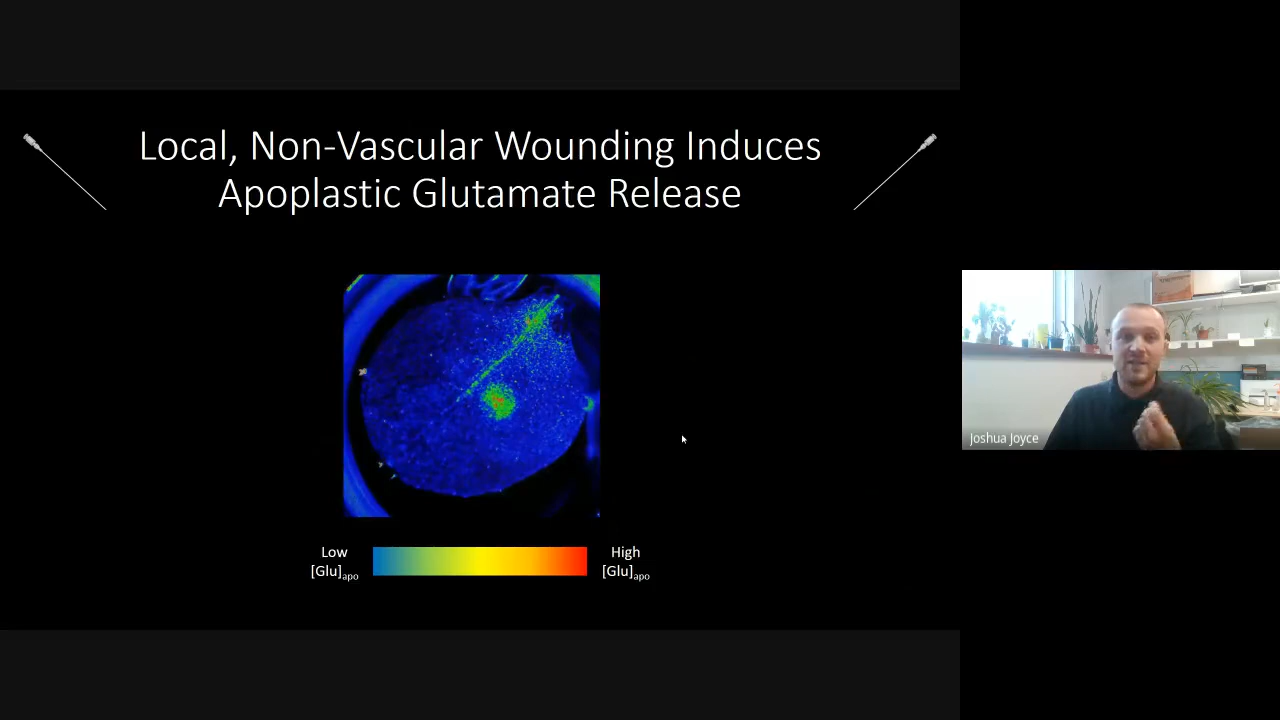 Local, Non-Vascular Wounding Induces
Apoplastic Glutamate Release
Low
[Glu]apo
High
[Glu]apo
Joshua Joyce